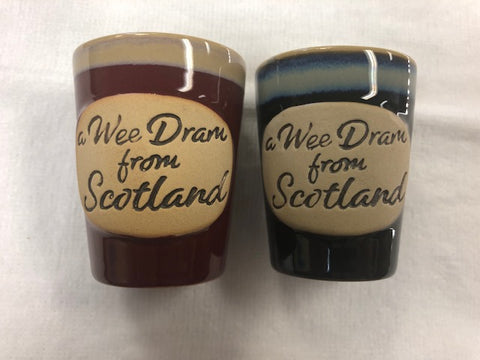 a Wee Dram
from
Scotland
a Wee Dram
from
Scotland